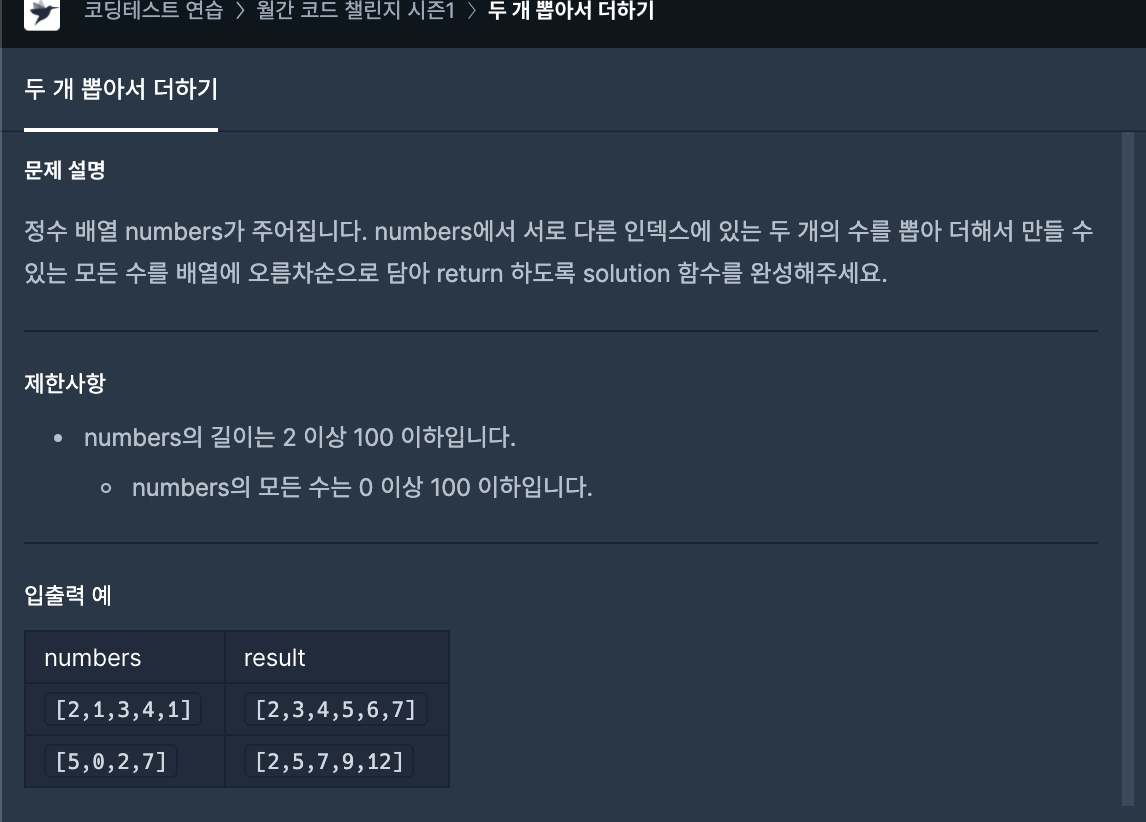 코딩테스트 연습 > 월간 코드 챌린지 시즌1 > 두 개 뽑아서 더하기
두 개 뽑아서 더하기
문제 설명
정수 배열 numbers가 주어집니다. numbers에서 서로 다른 인덱스에 있는 두 개의 수를 뽑아 더해서 만들 수
있는 모든 수를 배열에 오름차순으로 담아 return 하도록 solution 함수를 완성해주세요.
제한사항
• numbers의 길이는 2 이상 100 이하입니다.
◦ numbers의 모든 수는 0 이상 100 이하입니다.
입출력 예
numbers result
[2,1,3,4,1] [2,3,4,5,6,7]
[5,0,2,7] [2,5,7,9,12]